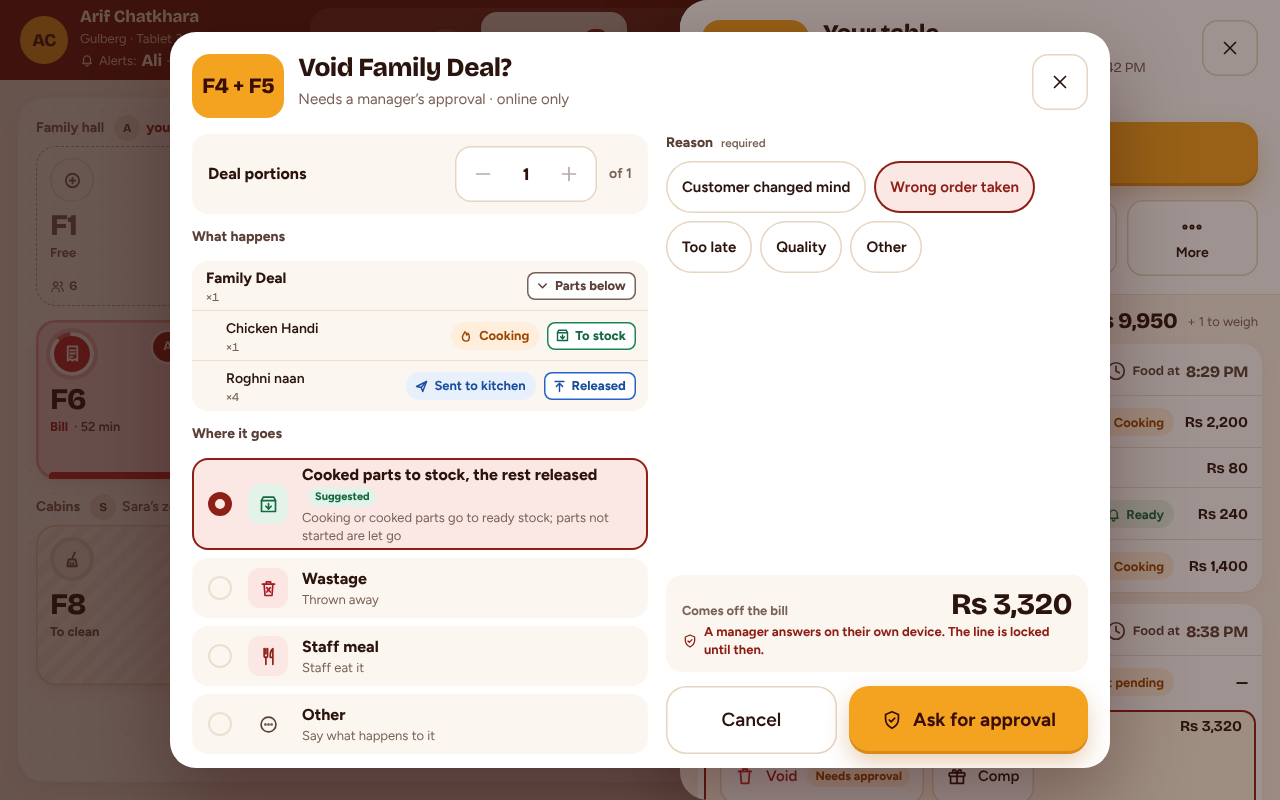 AC
Arif Chatkhara
Gulberg · Tablet
Alerts: Ali
Family hall A you
F1
Free
6
F6
Bill · 52 min
Cabins S Sara's
F8
To clean
F4 + F5
Void Family Deal?
Needs a manager's approval · online only
Deal portions
1
of 1
What happens
Family Deal
×1
Parts below
Chicken Handi
×1
Cooking
To stock
Roghni naan
×4
Sent to kitchen
Released
Where it goes
Cooked parts to stock, the rest released
Suggested
Cooking or cooked parts go to ready stock; parts not
started are let go
Wastage
Thrown away
Staff meal
Staff eat it
Other
Say what happens to it
Reason required
Customer changed mind
Wrong order taken
Too late
Quality
Other
Comes off the bill
Rs 3,320
A manager answers on their own device. The line is locked
until then.
Cancel
Ask for approval
Your table
42 PM
More
9,950 + 1 to weigh
Food at 8:29 PM
Cooking Rs 2,200
Rs 80
Ready Rs 240
Cooking Rs 1,400
Food at 8:38 PM
pending –
Rs 3,320
Void Needs approval
Comp